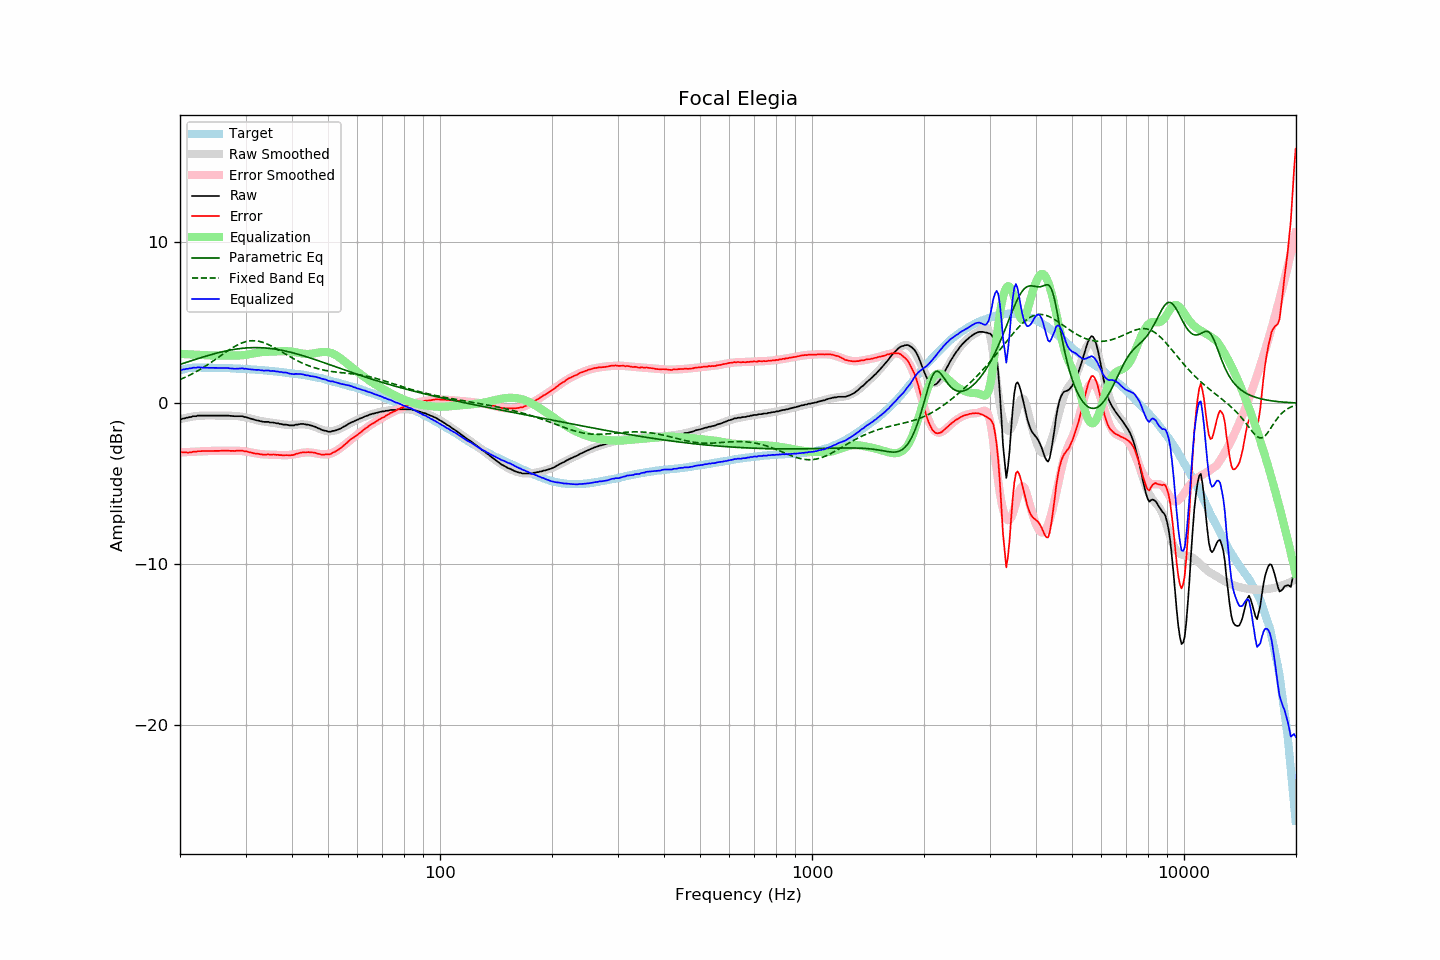 Focal Elegia
Target
Raw Smoothed
Error Smoothed
Raw
Error
Equalization
Parametric Eq
Fixed Band Eq
Equalized
10
0
−10
−20
Amplitude (dBr)
100
1000
10000
Frequency (Hz)